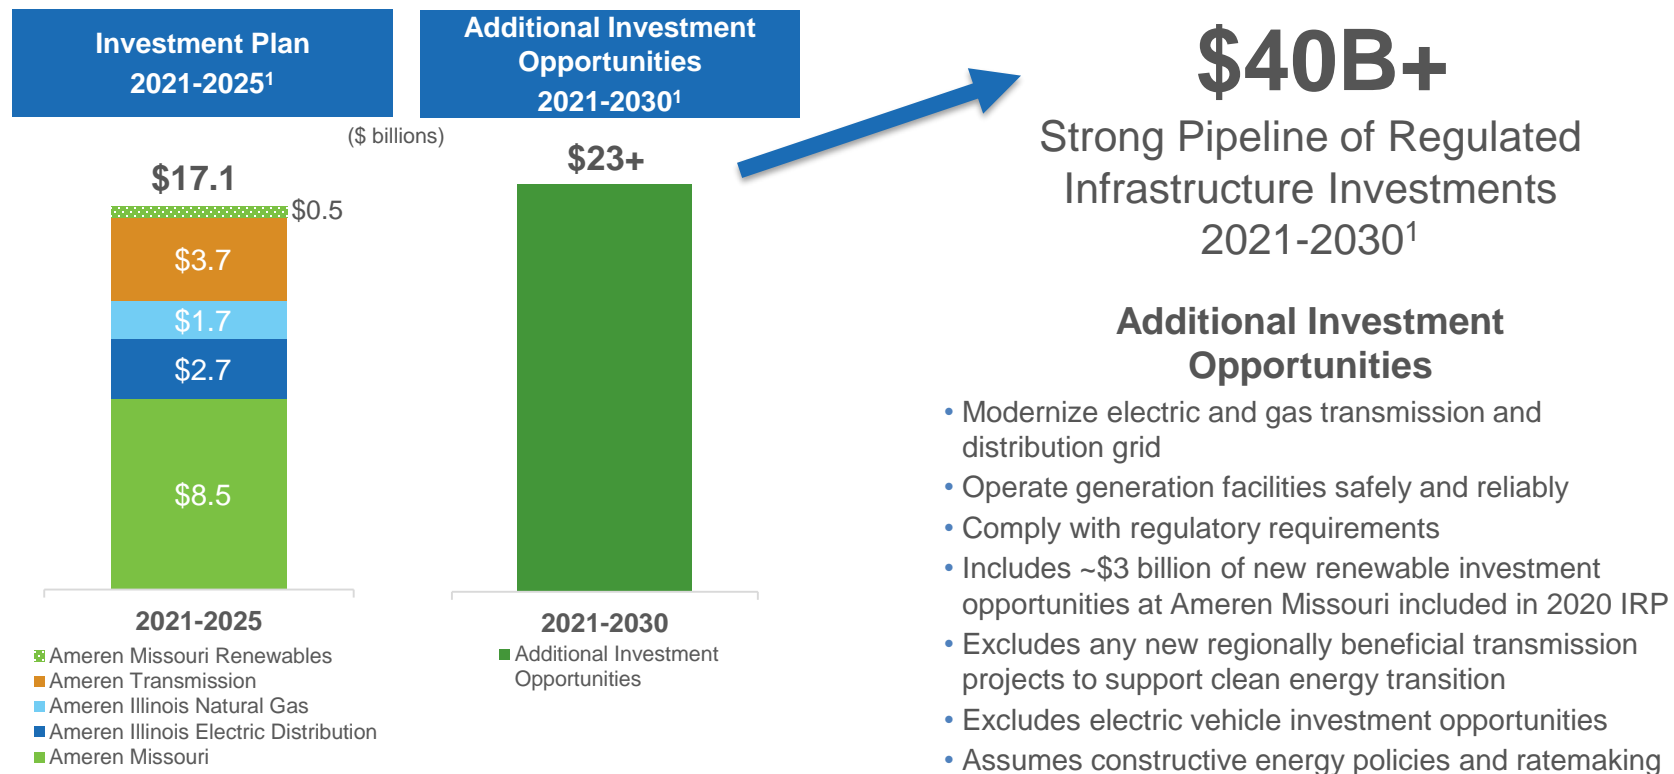 Investment Plan
2021-2025¹
Additional Investment
Opportunities
2021-2030¹
($ billions)
$17.1
$0.5
$3.7
$1.7
$2.7
$8.5
2021-2025
Ameren Missouri Renewables
Ameren Transmission
Ameren Illinois Natural Gas
Ameren Illinois Electric Distribution
Ameren Missouri
$23+
2021-2030
Additional Investment
Opportunities
$40B+
Strong Pipeline of Regulated
Infrastructure Investments
2021-2030¹
Additional Investment
Opportunities
• Modernize electric and gas transmission and
distribution grid
• Operate generation facilities safely and reliably
• Comply with regulatory requirements
• Includes ~$3 billion of new renewable investment
opportunities at Ameren Missouri included in 2020 IRP
• Excludes any new regionally beneficial transmission
projects to support clean energy transition
• Excludes electric vehicle investment opportunities
• Assumes constructive energy policies and ratemaking